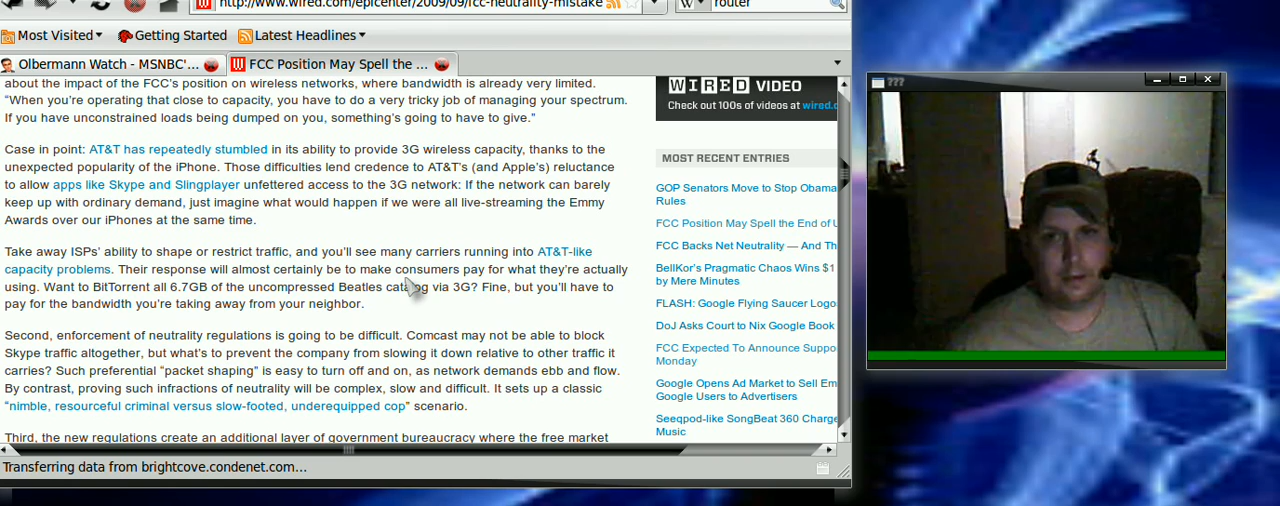 http://www.wired.com/epicenter/2009/09/fcc-neutrality-mistake
W
router
Most Visited
Getting Started
Latest Headlines
Olbermann Watch - MSNBC'...
FCC Position May Spell the ...
???
about the impact of the FCC's position on wireless networks, where bandwidth is already very limited.
“When you're operating that close to capacity, you have to do a very tricky job of managing your spectrum.
If you have unconstrained loads being dumped on you, something's going to have to give.”
Case in point: AT&T has repeatedly stumbled in its ability to provide 3G wireless capacity, thanks to the
unexpected popularity of the iPhone. Those difficulties lend credence to AT&T's (and Apple's) reluctance
to allow apps like Skype and Slingplayer unfettered access to the 3G network: If the network can barely
keep up with ordinary demand, just imagine what would happen if we were all live-streaming the Emmy
Awards over our iPhones at the same time.
Take away ISPs' ability to shape or restrict traffic, and you'll see many carriers running into AT&T-like
capacity problems. Their response will almost certainly be to make consumers pay for what they're actually
using. Want to BitTorrent all 6.7GB of the uncompressed Beatles catalog via 3G? Fine, but you'll have to
pay for the bandwidth you're taking away from your neighbor.
Second, enforcement of neutrality regulations is going to be difficult. Comcast may not be able to block
Skype traffic altogether, but what's to prevent the company from slowing it down relative to other traffic it
carries? Such preferential “packet shaping” is easy to turn off and on, as network demands ebb and flow.
By contrast, proving such infractions of neutrality will be complex, slow and difficult. It sets up a classic
“nimble, resourceful criminal versus slow-footed, underequipped cop” scenario.
Third, the new regulations create an additional layer of government bureaucracy where the free market
WIRED VIDEO
Check out 100s of videos at wired.c
MOST RECENT ENTRIES
GOP Senators Move to Stop Obama
Rules
FCC Position May Spell the End of U
FCC Backs Net Neutrality — And Th
BellKor's Pragmatic Chaos Wins $1
by Mere Minutes
FLASH: Google Flying Saucer Logo
DoJ Asks Court to Nix Google Book
FCC Expected To Announce Suppo
Monday
Google Opens Ad Market to Sell Em
Google Users to Advertisers
Seeqpod-like SongBeat 360 Charge
Music
Transferring data from brightcove.condenet.com...